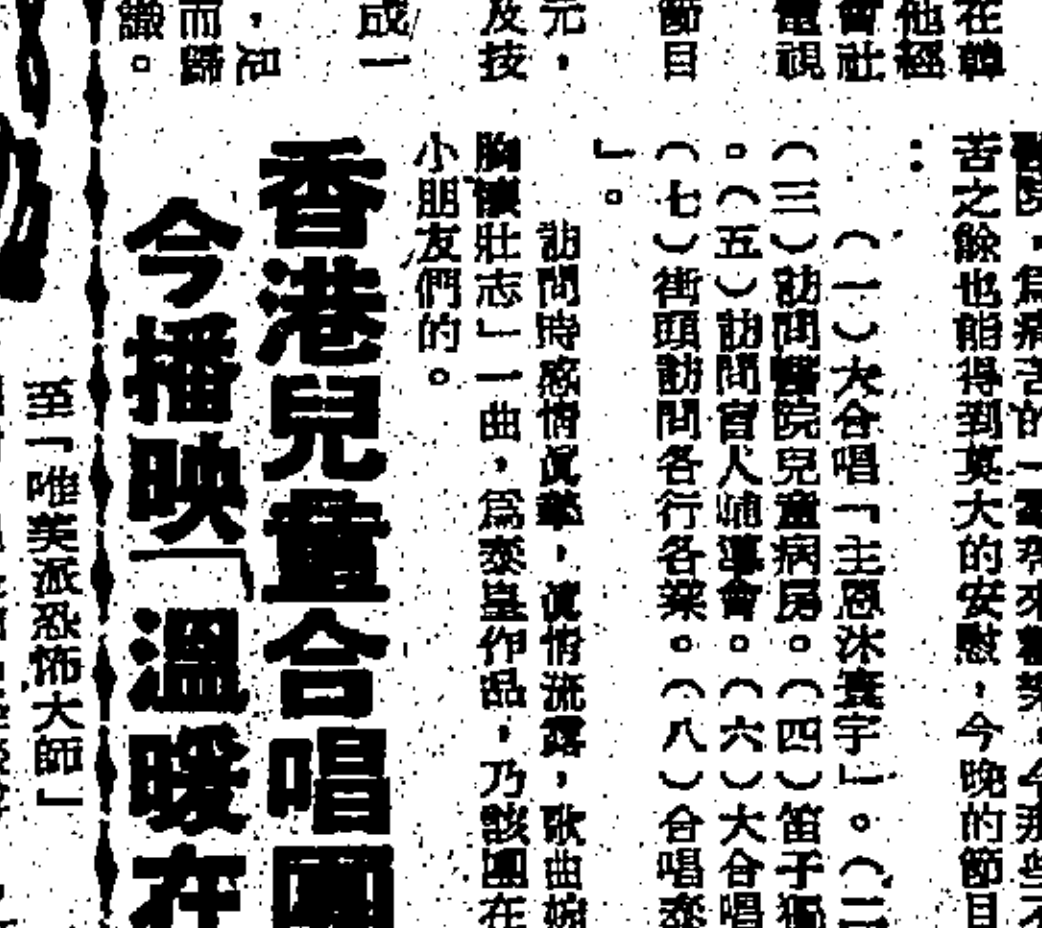 在韓
他經
會社
電視
節目
元，
及技
成一
，足
而歸
識。
醫院，爲病苦的一羣帶來歡樂，令那些不
苦之餘也能得到莫大的安慰，今晚的節目
：
（一）大合唱「主恩沐寰宇」。（二
（三）訪問醫院兒童病房。（四）笛子獨
。（五）訪問盲人輔導會。（六）大合唱
（七）街頭訪問各行各業。（八）合唱泰
」。
訪問時感情眞摯，眞情流露，歌曲婉
胸懷壯志」一曲，爲泰皇作品，乃該團在
小朋友們的。
香港兒童合唱團
今播映「溫暖在
至「唯美派恐怖大師」